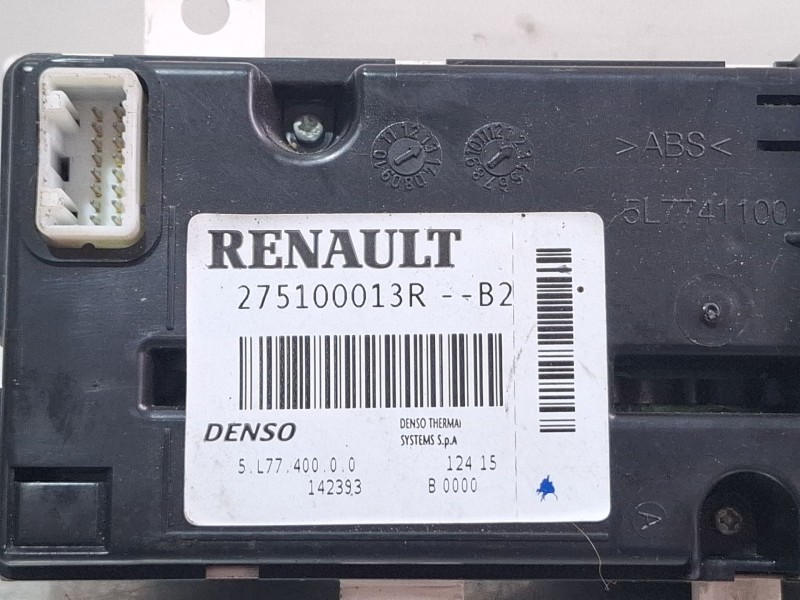 >ABS<
5L7741100
RENAULT
275100013R --B2
DENSO
DENSO THERMAL
SYSTEMS S.p.A
5.L77.400.0.0
124 15
142393
B 0000
A